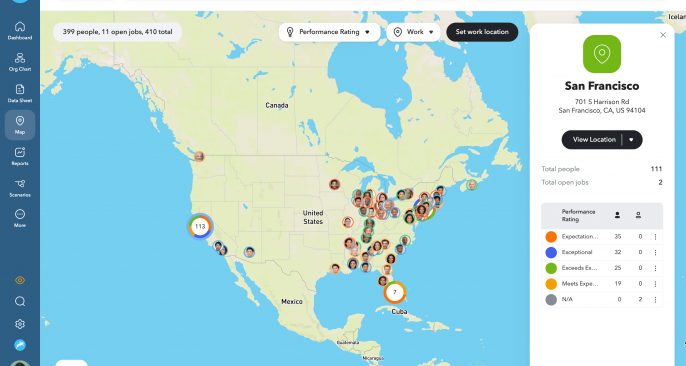 Icelan
399 people, 11 open jobs, 410 total
Performance Rating
Work
Set work location
Dashboard
Org Chart
Data Sheet
Map
Reports
Scenarios
More
Canada
United
States
Mexico
Cuba
Guatemala
Nicaragua
113
7
San Francisco
701 S Harrison Rd
San Francisco, CA, US 94104
View Location
Total people 111
Total open jobs 2
Performance
Rating
Expectation... 35 0
Exceptional 32 0
Exceeds Ex... 25 0
Meets Expe... 19 0
N/A 0 2